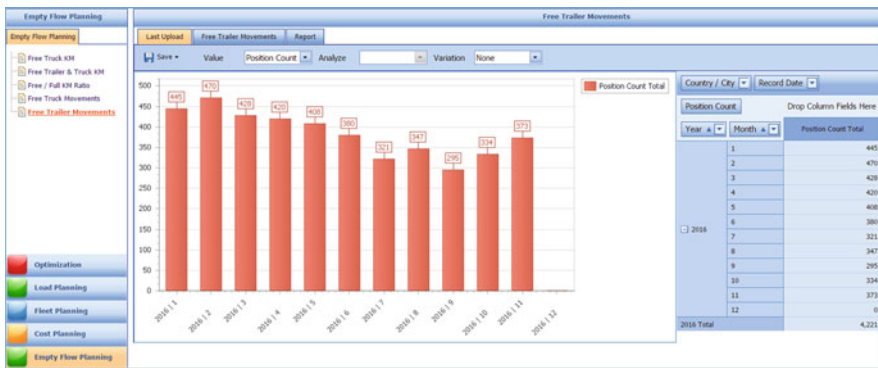 Empty Flow Planning
Free Trailer Movements
Empty Flow Planning
Free Truck KM
Free Trailer & Truck KM
Free / Full KM Ratio
Free Truck Movements
Free Trailer Movements
Optimization
Load Planning
Fleet Planning
Cost Planning
Empty Flow Planning
Last Upload Free Trailer Movements Report
Save Value Position Count Analyze Variation None
500
450
400
350
300
250
200
150
100
50
0
445 470 428 420 408 380 321 347 295 334 373
2016 | 1 2016 | 2 2016 | 3 2016 | 4 2016 | 5 2016 | 6 2016 | 7 2016 | 8 2016 | 9 2016 | 10 2016 | 11 2016 | 12
Position Count Total
Country / City Record Date
Position Count Drop Column Fields Here
Year Month Position Count Total
2016
1 445
2 470
3 428
4 420
5 408
6 380
7 321
8 347
9 295
10 334
11 373
12 0
2016 Total 4,221